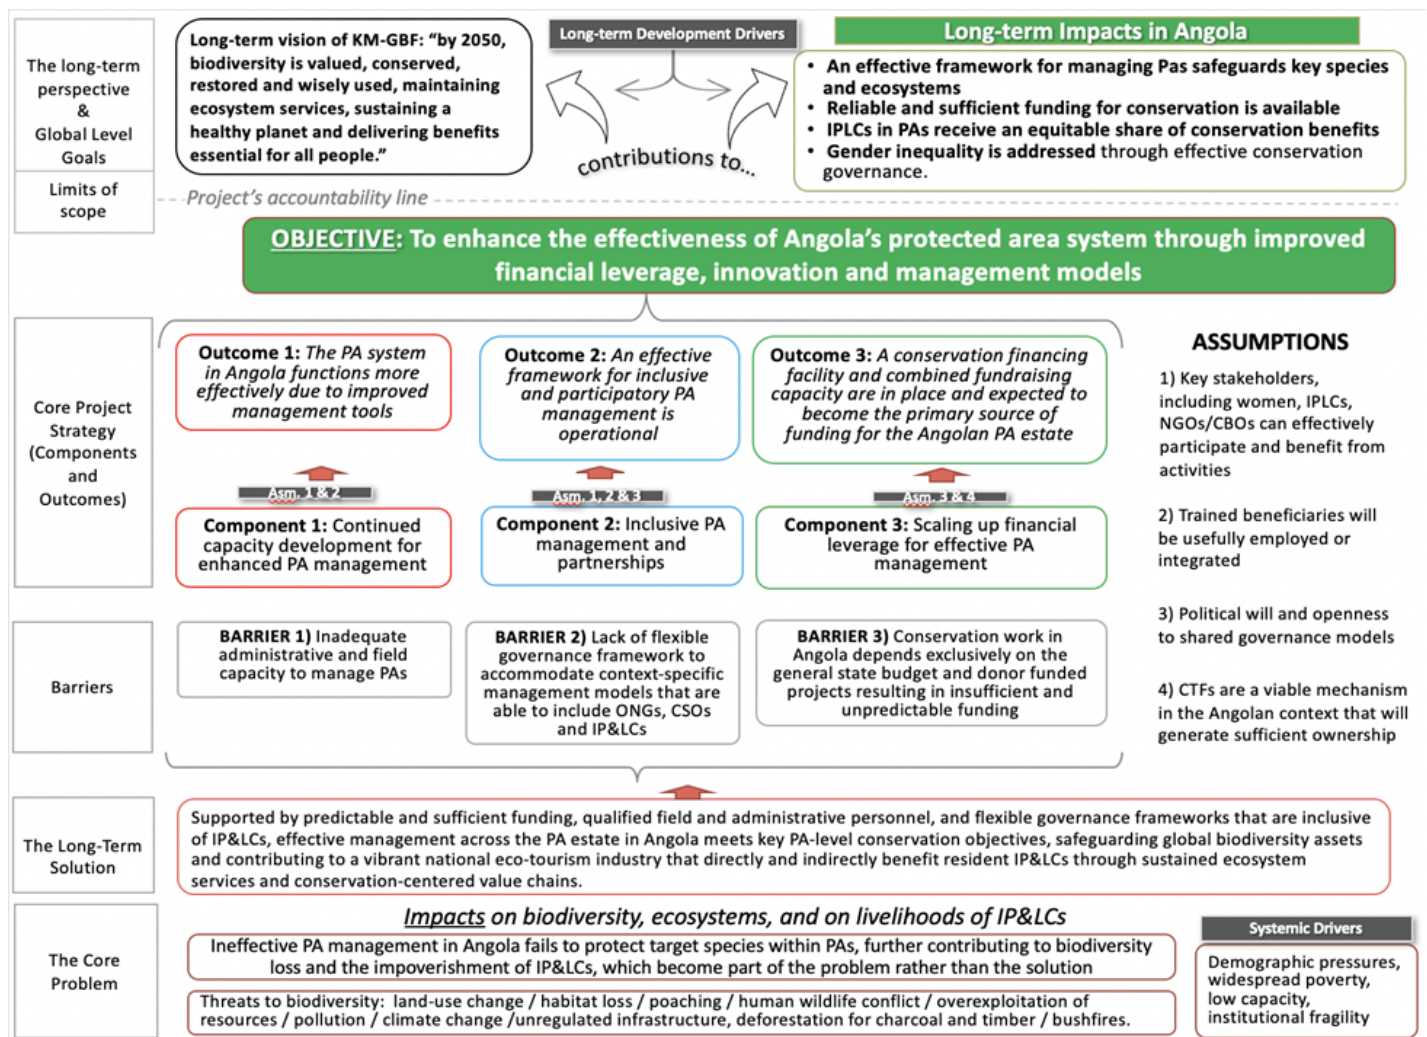 The long-term
perspective
&
Global Level
Goals
Limits of
scope
Long-term vision of KM-GBF: “by 2050,
biodiversity is valued, conserved,
restored and wisely used, maintaining
ecosystem services, sustaining a
healthy planet and delivering benefits
essential for all people.”
Long-term Development Drivers
contributions to...
Long-term Impacts in Angola
• An effective framework for managing Pas safeguards key species
and ecosystems
• Reliable and sufficient funding for conservation is available
• IPLCs in PAs receive an equitable share of conservation benefits
• Gender inequality is addressed through effective conservation
governance.
Project’s accountability line
OBJECTIVE: To enhance the effectiveness of Angola’s protected area system through improved
financial leverage, innovation and management models
Core Project
Strategy
(Components
and
Outcomes)
Outcome 1: The PA system
in Angola functions more
effectively due to improved
management tools
Outcome 2: An effective
framework for inclusive
and participatory PA
management is
operational
Outcome 3: A conservation financing
facility and combined fundraising
capacity are in place and expected to
become the primary source of
funding for the Angolan PA estate
Asm. 1 & 2
Asm. 1, 2 & 3
Asm. 3 & 4
Component 1: Continued
capacity development for
enhanced PA management
Component 2: Inclusive PA
management and
partnerships
Component 3: Scaling up financial
leverage for effective PA
management
ASSUMPTIONS
1) Key stakeholders,
including women, IPLCs,
NGOs/CBOs can effectively
participate and benefit from
activities
2) Trained beneficiaries will
be usefully employed or
integrated
3) Political will and openness
to shared governance models
4) CTFs are a viable mechanism
in the Angolan context that will
generate sufficient ownership
Barriers
BARRIER 1) Inadequate
administrative and field
capacity to manage PAs
BARRIER 2) Lack of flexible
governance framework to
accommodate context-specific
management models that are
able to include ONGs, CSOs
and IP&LCs
BARRIER 3) Conservation work in
Angola depends exclusively on the
general state budget and donor funded
projects resulting in insufficient and
unpredictable funding
The Long-Term
Solution
Supported by predictable and sufficient funding, qualified field and administrative personnel, and flexible governance frameworks that are inclusive
of IP&LCs, effective management across the PA estate in Angola meets key PA-level conservation objectives, safeguarding global biodiversity assets
and contributing to a vibrant national eco-tourism industry that directly and indirectly benefit resident IP&LCs through sustained ecosystem
services and conservation-centered value chains.
The Core
Problem
Impacts on biodiversity, ecosystems, and on livelihoods of IP&LCs
Ineffective PA management in Angola fails to protect target species within PAs, further contributing to biodiversity
loss and the impoverishment of IP&LCs, which become part of the problem rather than the solution
Threats to biodiversity: land-use change / habitat loss / poaching / human wildlife conflict / overexploitation of
resources / pollution / climate change /unregulated infrastructure, deforestation for charcoal and timber / bushfires.
Systemic Drivers
Demographic pressures,
widespread poverty,
low capacity,
institutional fragility